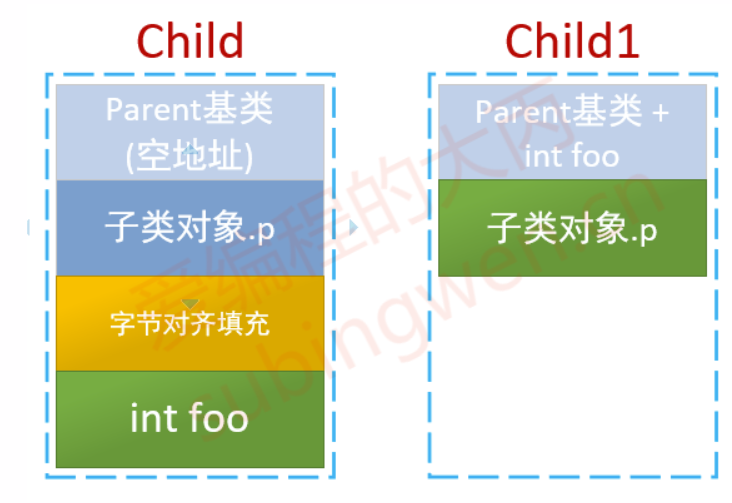 Child
Parent基类
(空地址)
子类对象.p
字节对齐填充
int foo
Child1
Parent基类 +
int foo
子类对象.p
爱编程的大丙
subingwen.cn